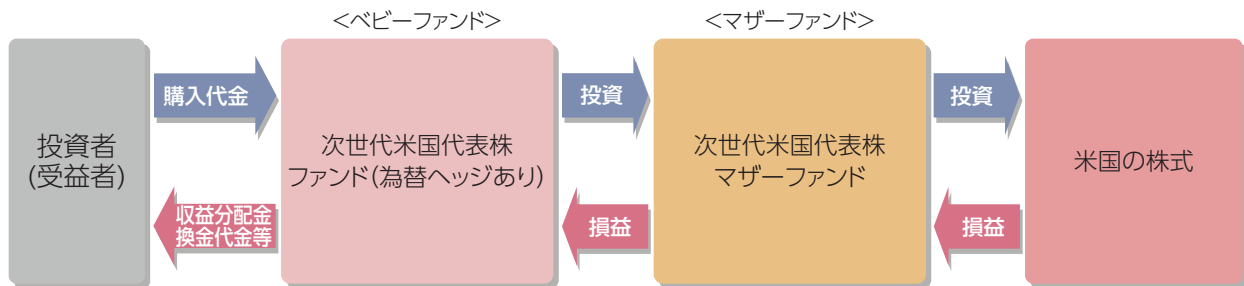 <ベビーファンド>
<マザーファンド>
投資者
(受益者)
購入代金
収益分配金
換金代金等
次世代米国代表株
ファンド(為替ヘッジあり)
投資
損益
次世代米国代表株
マザーファンド
投資
損益
米国の株式